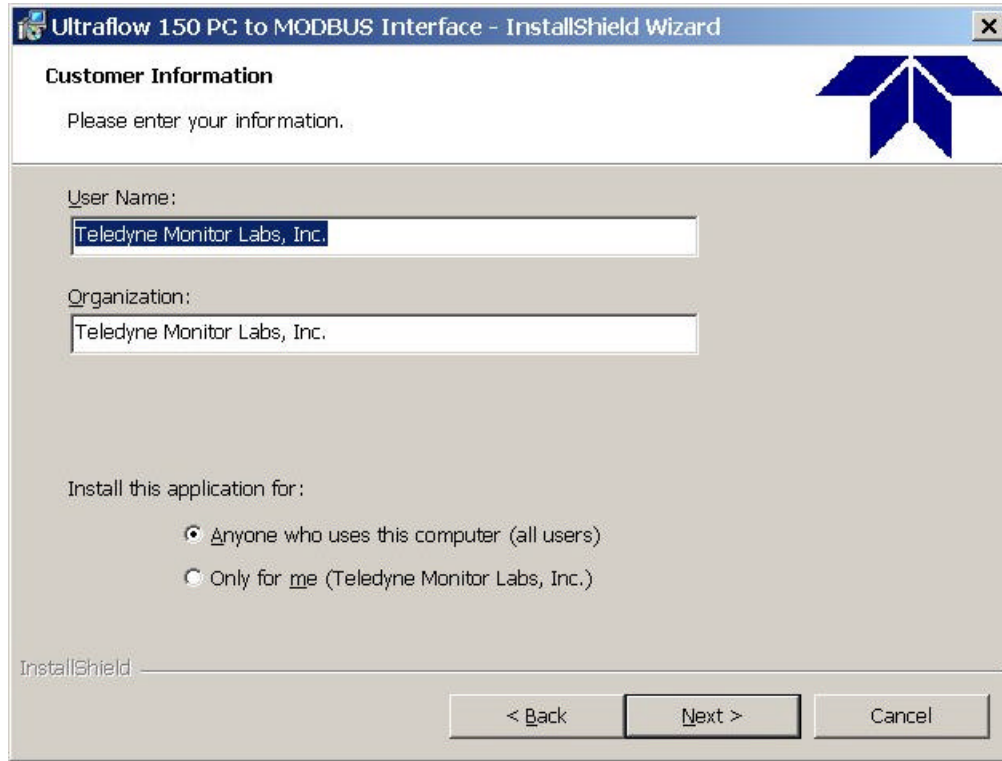 Ultraflow 150 PC to MODBUS Interface - InstallShield Wizard
Customer Information
Please enter your information.
User Name:
Teledyne Monitor Labs, Inc.
Organization:
Teledyne Monitor Labs, Inc.
Install this application for:
Anyone who uses this computer (all users)
Only for me (Teledyne Monitor Labs, Inc.)
InstallShield
< Back
Next >
Cancel